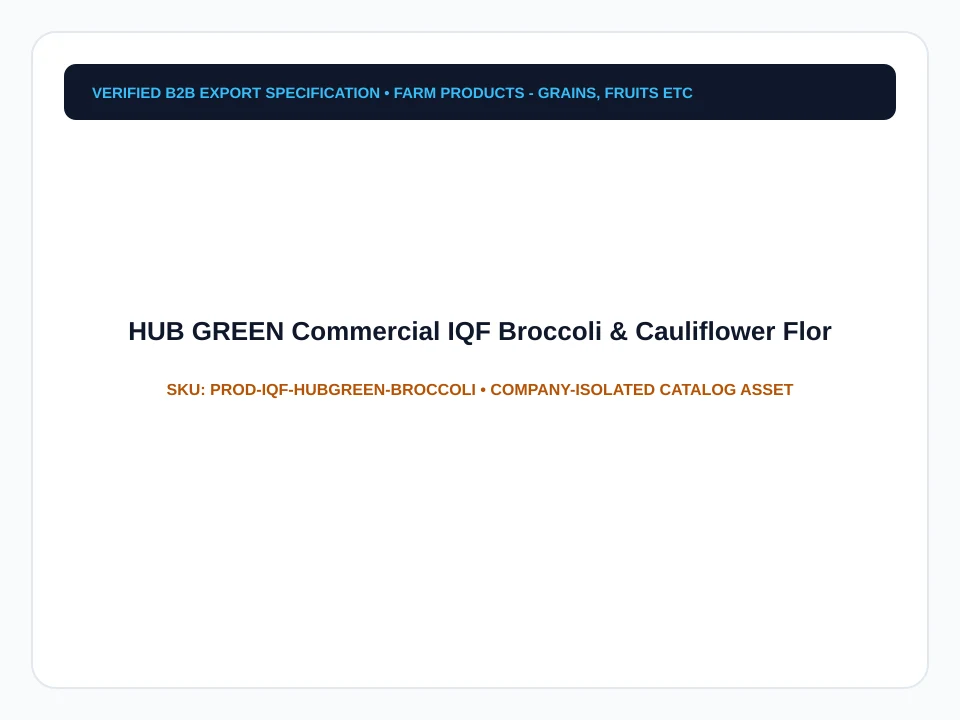 VERIFIED B2B EXPORT SPECIFICATION • FARM PRODUCTS - GRAINS, FRUITS ETC
HUB GREEN Commercial IQF Broccoli & Cauliflower Flor
SKU: PROD-IQF-HUBGREEN-BROCCOLI • COMPANY-ISOLATED CATALOG ASSET